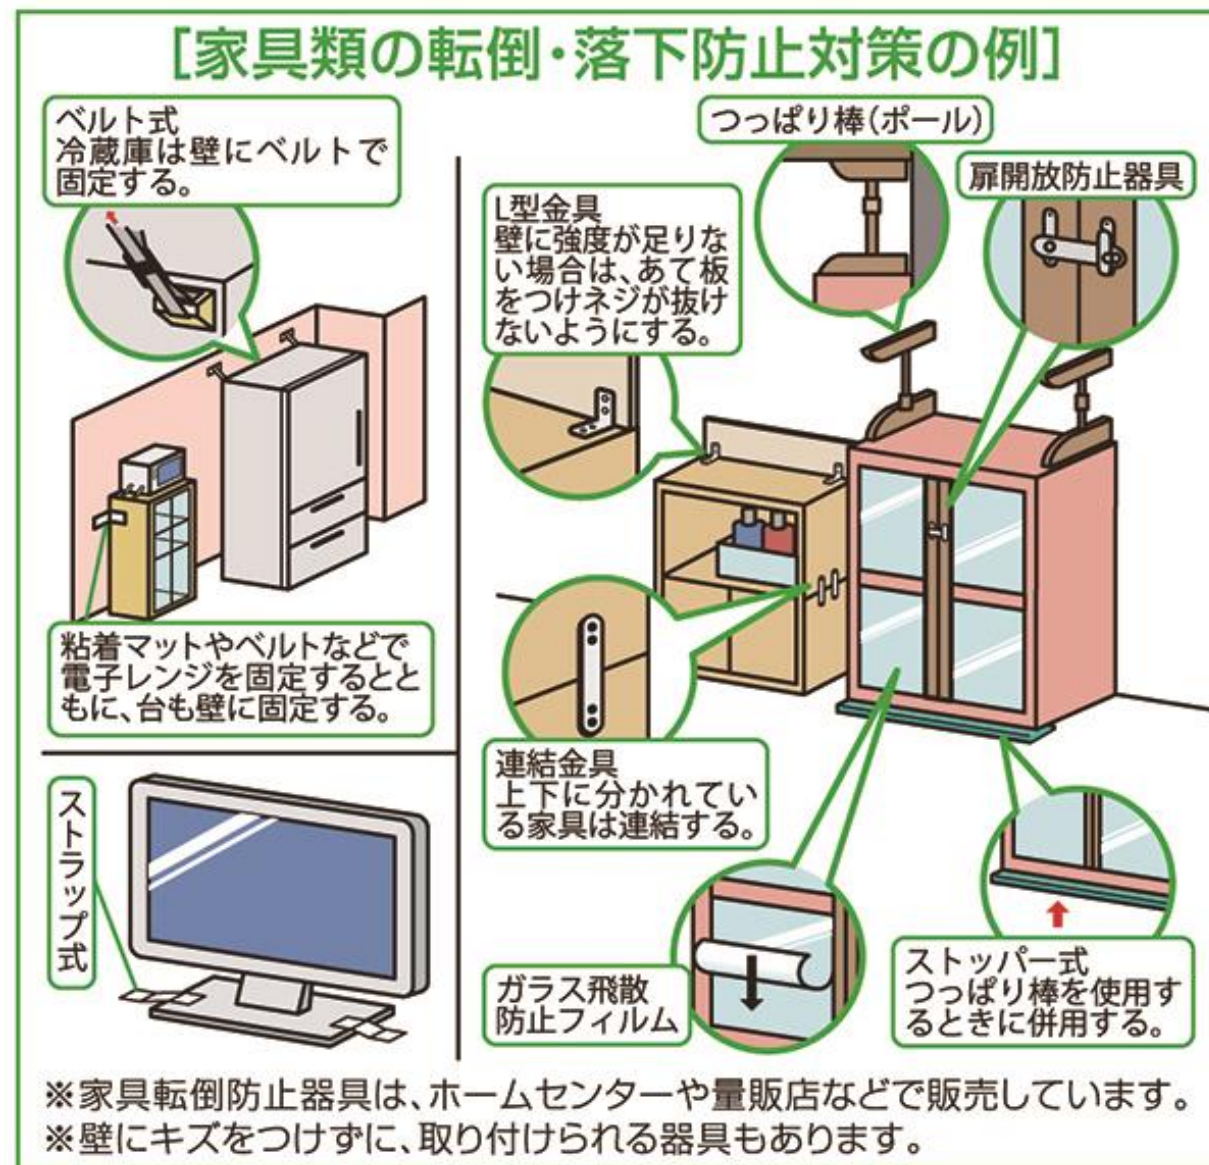 [家具類の転倒・落下防止対策の例]
ベルト式
冷蔵庫は壁にベルトで
固定する。
粘着マットやベルトなどで
電子レンジを固定するとと
もに、台も壁に固定する。
ストラップ式
つっぱり棒(ポール)
扉開放防止器具
L型金具
壁に強度が足りな
い場合は、あて板
をつけネジが抜け
ないようにする。
連結金具
上下に分かれてい
る家具は連結する。
ガラス飛散
防止フィルム
ストッパー式
つっぱり棒を使用す
るときに併用する。
※家具転倒防止器具は、ホームセンターや量販店などで販売しています。
※壁にキズをつけずに、取り付けられる器具もあります。